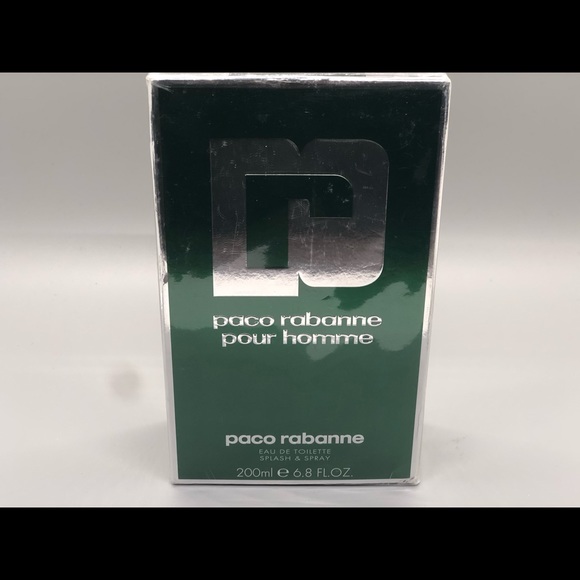 paco rabanne
pour homme
paco rabanne
EAU DE TOILETTE
SPLASH & SPRAY
200ml e 6.8 FL.OZ.